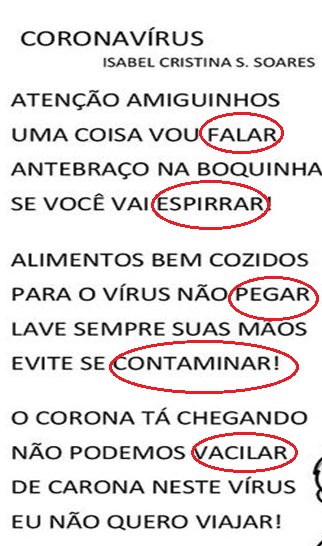 CORONAVÍRUS
ISABEL CRISTINA S. SOARES
ATENÇÃO AMIGUINHOS
UMA COISA VOU FALAR
ANTEBRAÇO NA BOQUINHA
SE VOCÊ VAI ESPIRRAR!
ALIMENTOS BEM COZIDOS
PARA O VÍRUS NÃO PEGAR
LAVE SEMPRE SUAS MÃOS
EVITE SE CONTAMINAR!
O CORONA TÁ CHEGANDO
NÃO PODEMOS VACILAR
DE CARONA NESTE VÍRUS
EU NÃO QUERO VIAJAR!